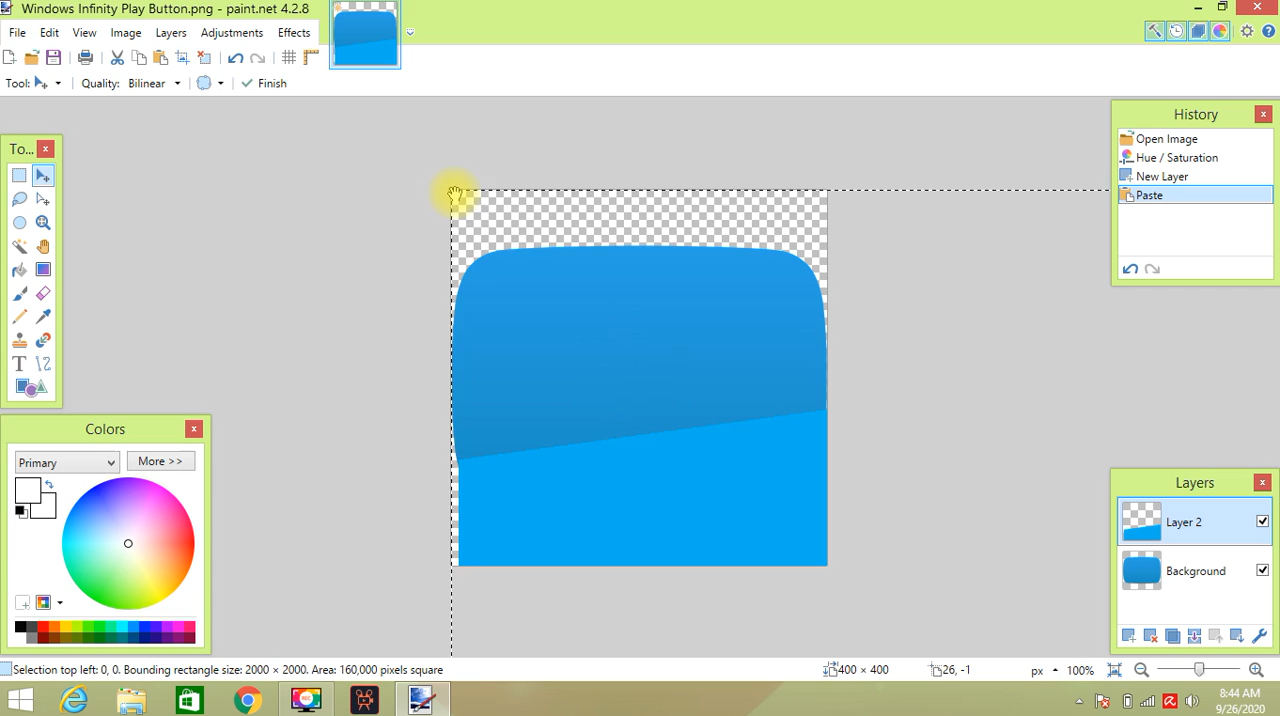 Windows Infinity Play Button.png - paint.net 4.2.8
File Edit View Image Layers Adjustments Effects
Tool: Quality: Bilinear Finish
To...
History
Open Image
Hue / Saturation
New Layer
Paste
Colors
Primary More >>
Layers
Layer 2
Background
Selection top left: 0, 0. Bounding rectangle size: 2000 × 2000. Area: 160,000 pixels square 400 × 400 26, -1 px 100%
REC
8:44 AM
9/26/2020